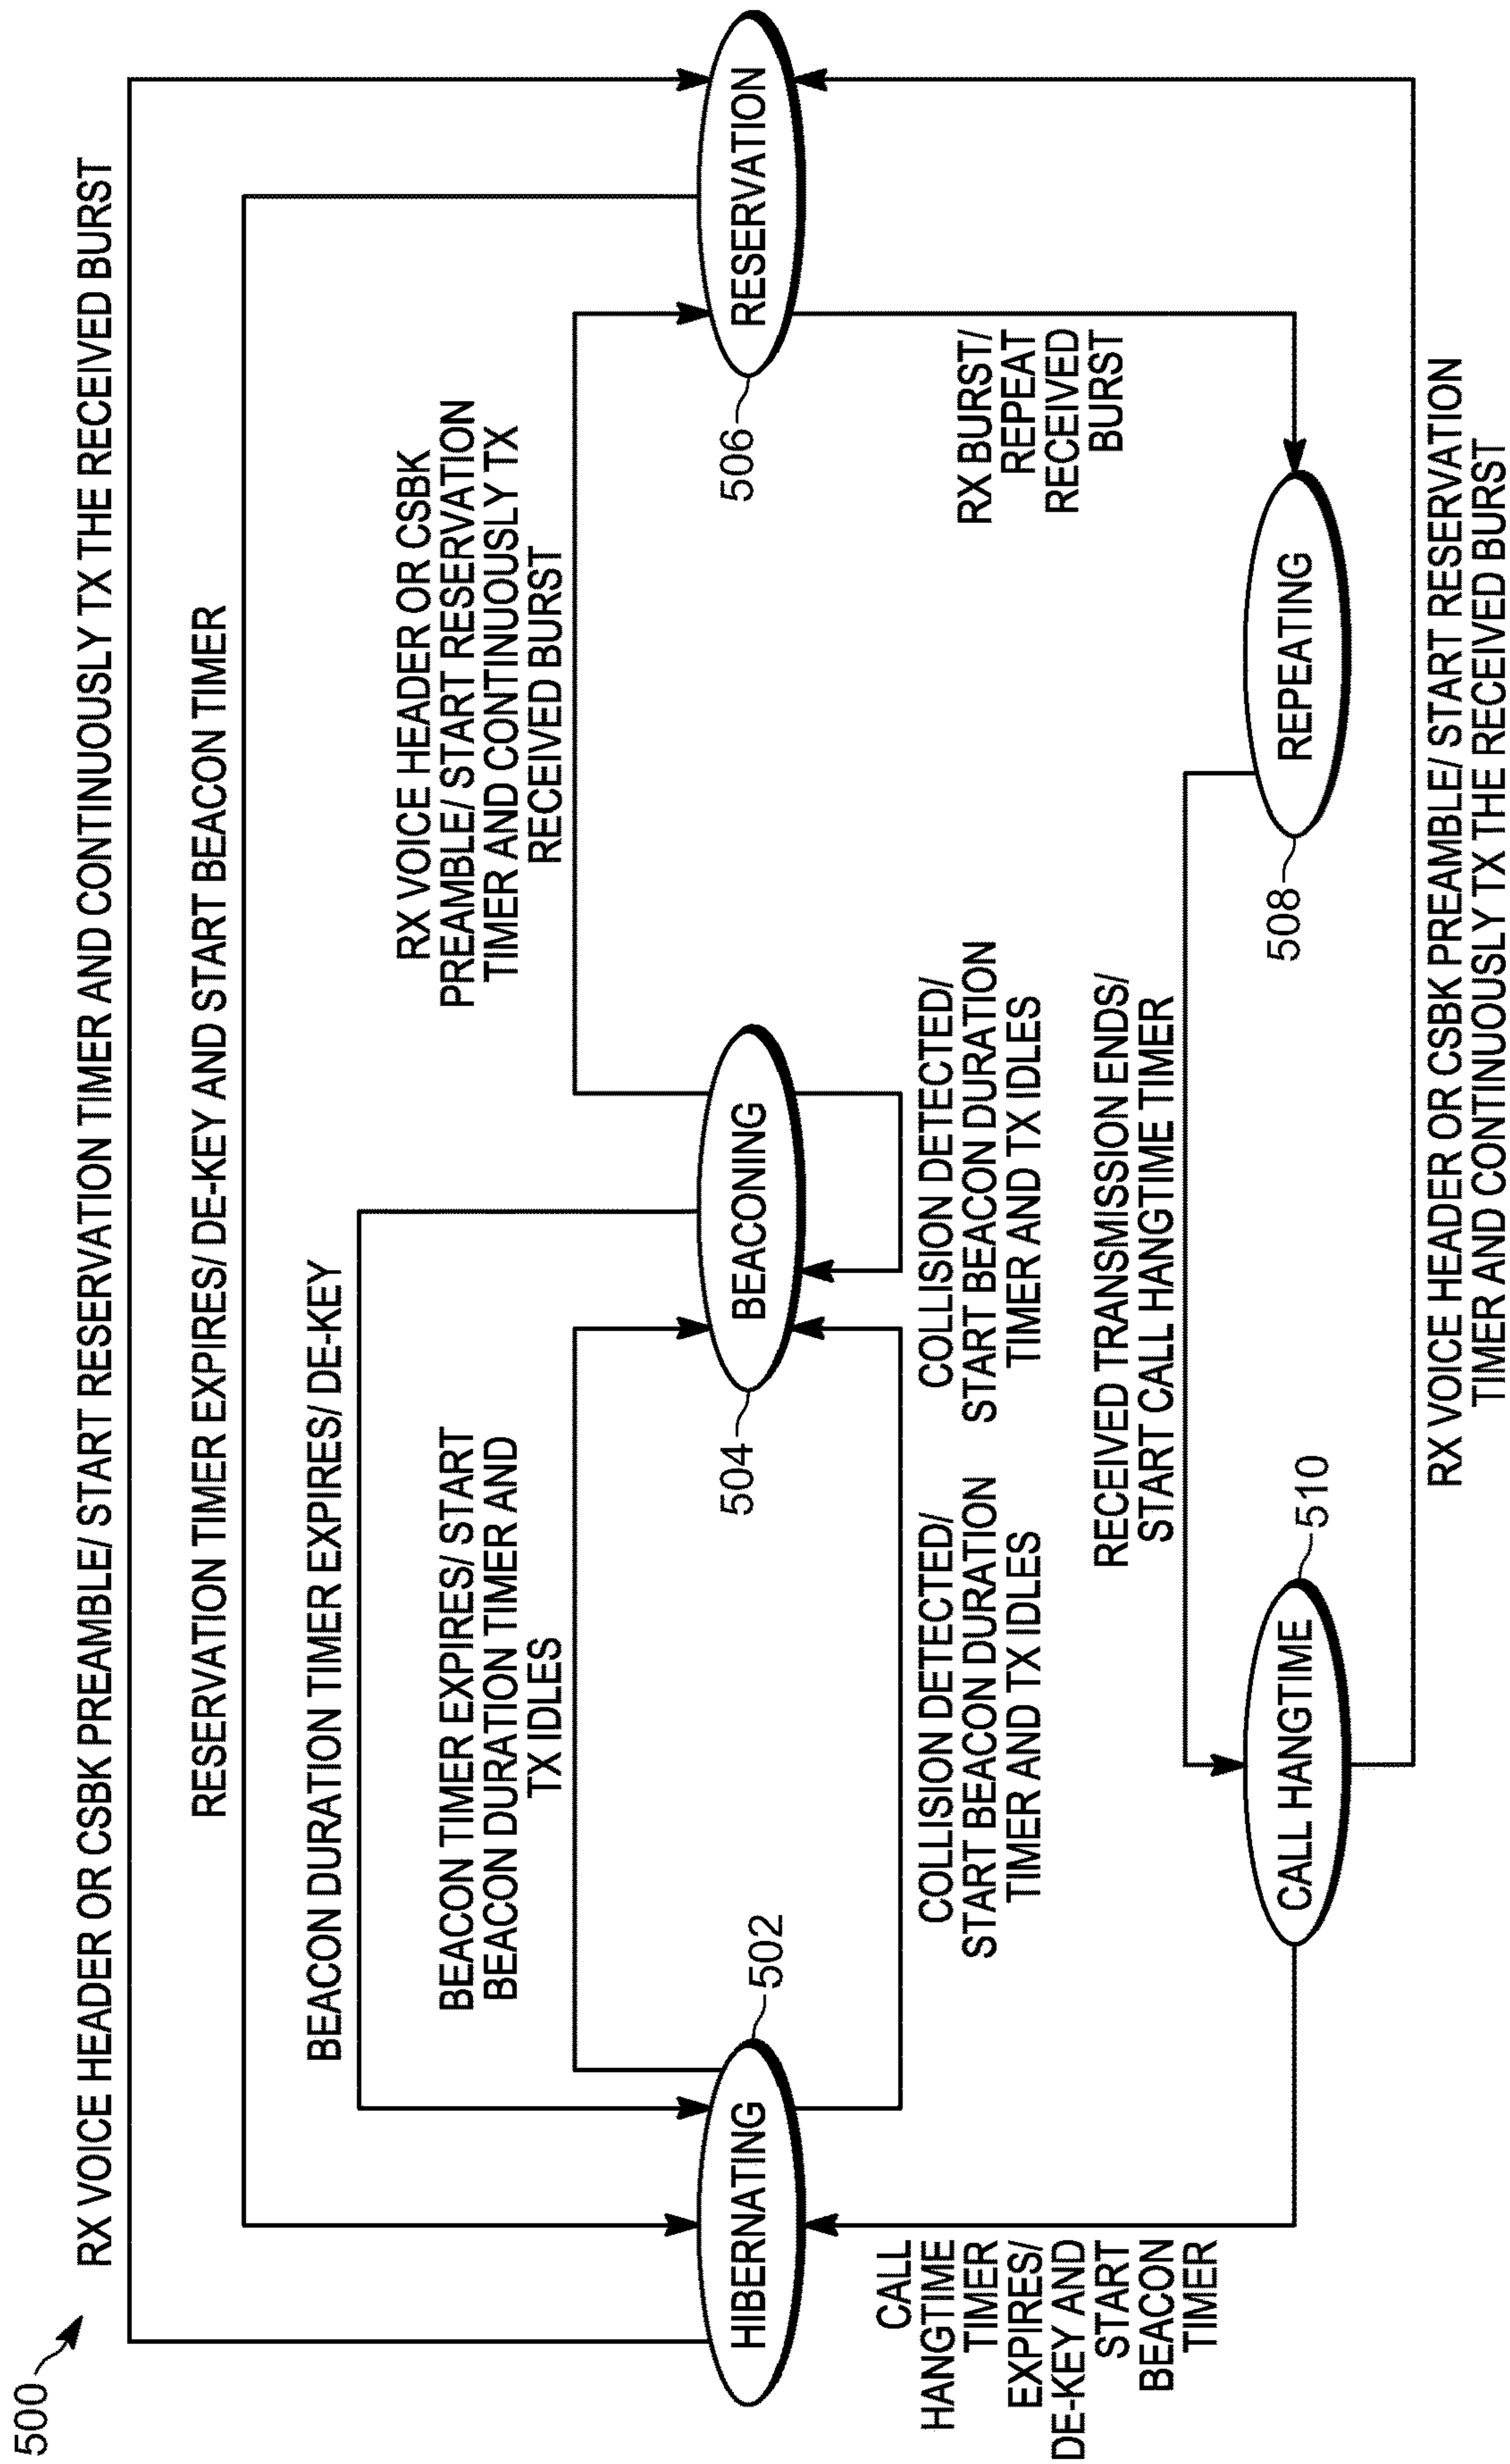 500
RX VOICE HEADER OR CSBK PREAMBLE/ START RESERVATION TIMER AND CONTINUOUSLY TX THE RECEIVED BURST
RESERVATION TIMER EXPIRES/ DE-KEY AND START BEACON TIMER
BEACON DURATION TIMER EXPIRES/ DE-KEY
BEACON TIMER EXPIRES/ START
BEACON DURATION TIMER AND
TX IDLES
RX VOICE HEADER OR CSBK
PREAMBLE/ START RESERVATION
TIMER AND CONTINUOUSLY TX
RECEIVED BURST
HIBERNATING
502
BEACONING
504
RESERVATION
506
COLLISION DETECTED/
START BEACON DURATION
TIMER AND TX IDLES
COLLISION DETECTED/
START BEACON DURATION
TIMER AND TX IDLES
RX BURST/
REPEAT
RECEIVED
BURST
CALL
HANGTIME
TIMER
EXPIRES/
DE-KEY AND
START
BEACON
TIMER
RECEIVED TRANSMISSION ENDS/
START CALL HANGTIME TIMER
CALL HANGTIME
510
REPEATING
508
RX VOICE HEADER OR CSBK PREAMBLE/ START RESERVATION
TIMER AND CONTINUOUSLY TX THE RECEIVED BURST